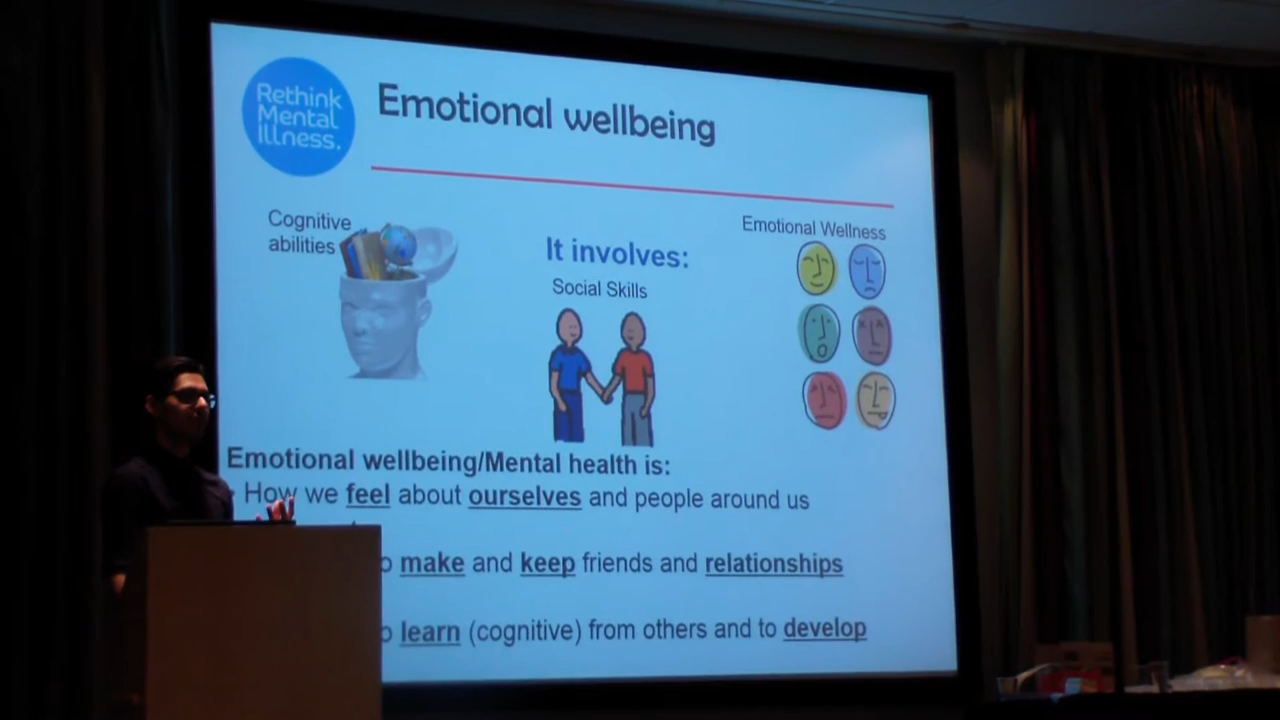 Rethink
Mental
Illness.
Emotional wellbeing
Cognitive
abilities
It involves:
Social Skills
Emotional Wellness
Emotional wellbeing/Mental health is:
How we feel about ourselves and people around us
make and keep friends and relationships
learn (cognitive) from others and to develop